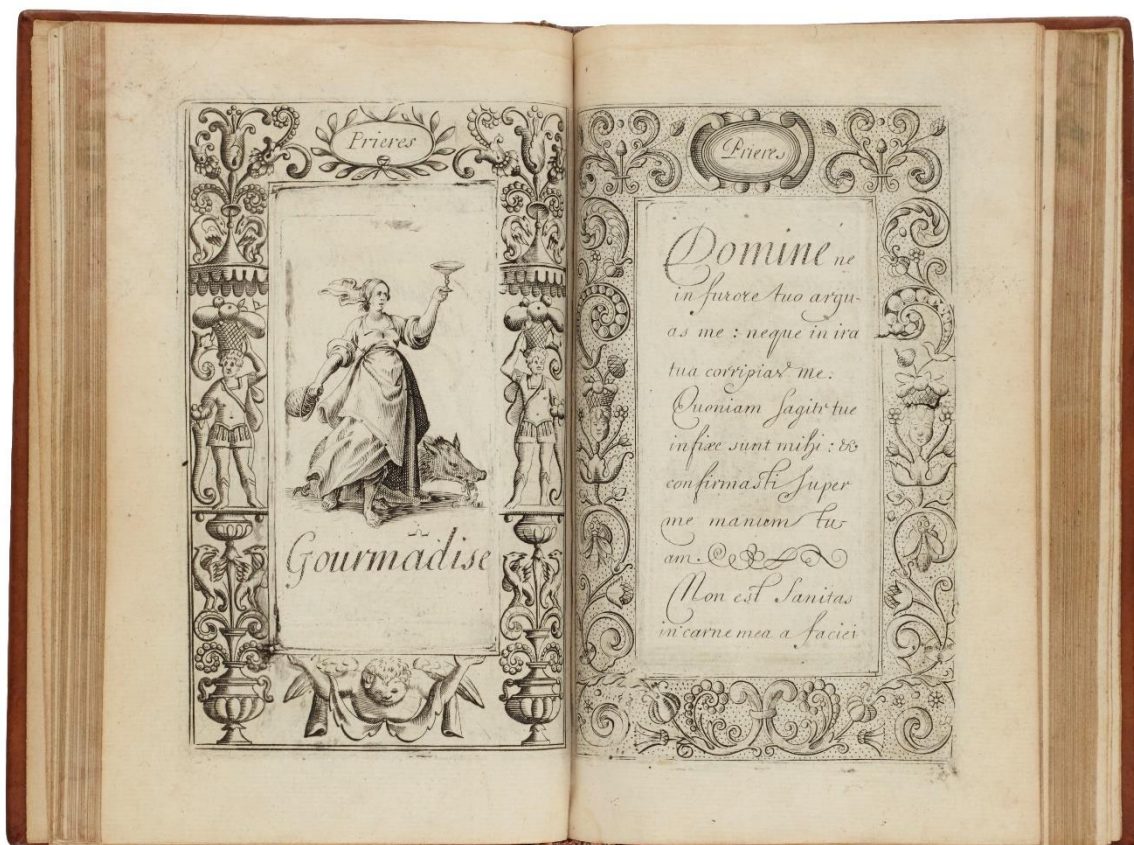 Prieres
Gourmãdise
Prieres
Domine ne
in furore tuo argu-
as me : neque in ira
tua corripias me.
Quoniam sagitt tue
infixe sunt mihi : &
confirmasti super
me manum tu-
am.
Non est sanitas
in carne mea a faciei